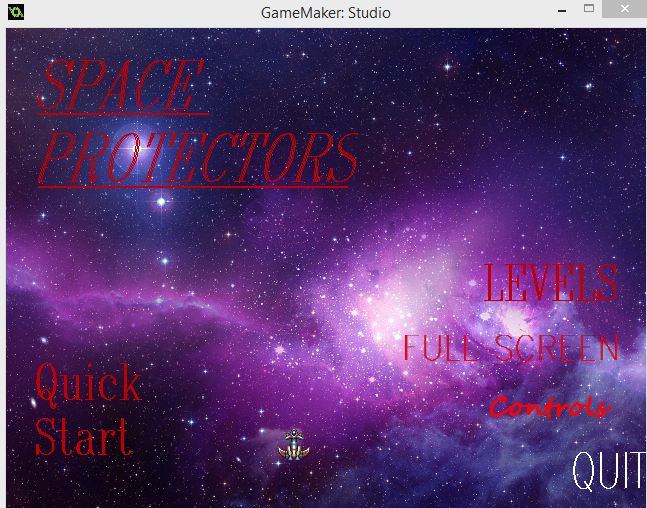 GameMaker: Studio
SPACE
PROTECTORS
LEVELS
FULL SCREEN
Quick
Start
Controls
QUIT